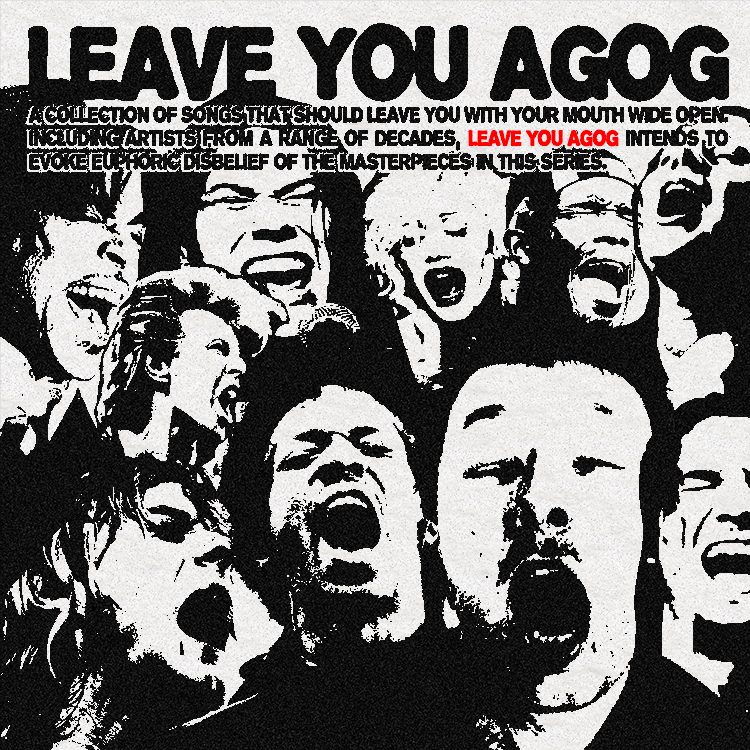 LEAVE YOU AGOG
A COLLECTION OF SONGS THAT SHOULD LEAVE YOU WITH YOUR MOUTH WIDE OPEN.
INCLUDING ARTISTS FROM A RANGE OF DECADES, LEAVE YOU AGOG INTENDS TO
EVOKE EUPHORIC DISBELIEF OF THE MASTERPIECES IN THIS SERIES.